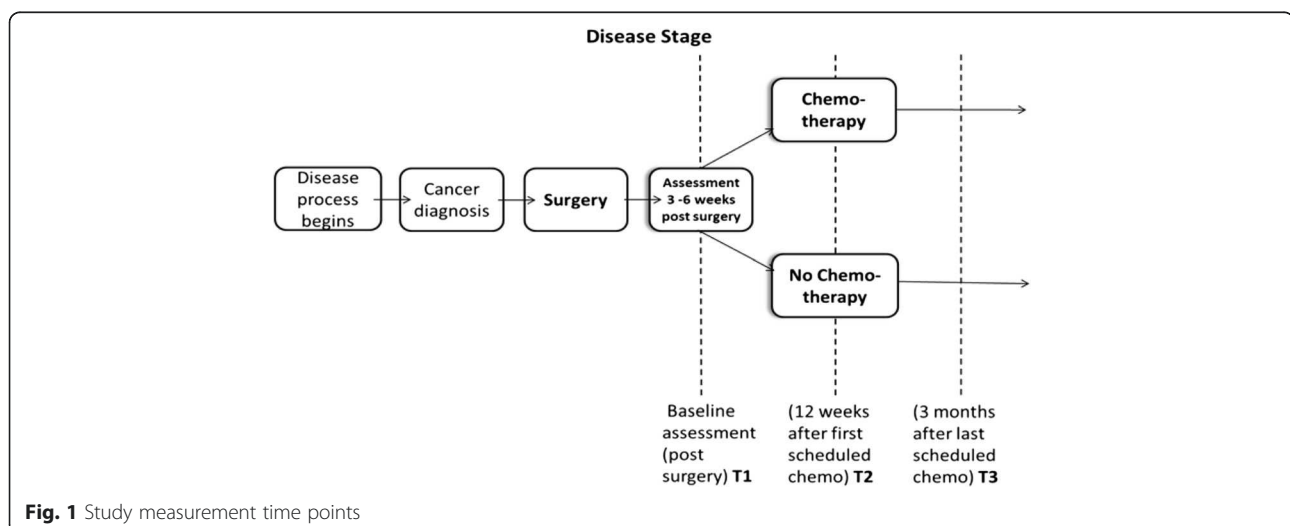 Disease Stage
Chemo-
therapy
Disease
process
begins
Cancer
diagnosis
Surgery
Assessment
3 -6 weeks
post surgery
No Chemo-
therapy
Baseline
assessment
(post
surgery) T1
(12 weeks
after first
scheduled
chemo) T2
(3 months
after last
scheduled
chemo) T3
Fig. 1 Study measurement time points